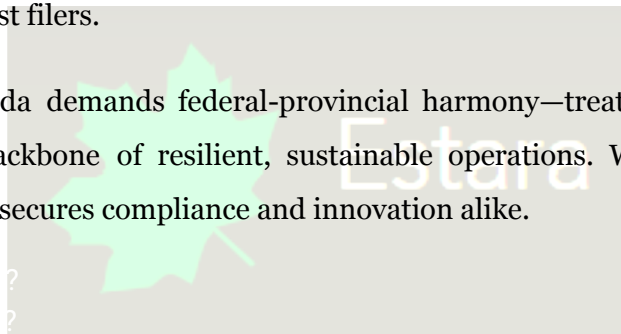 st filers.
da demands federal-provincial harmony—treat
ackbone of resilient, sustainable operations. W
Estara
secures compliance and innovation alike.
?
?